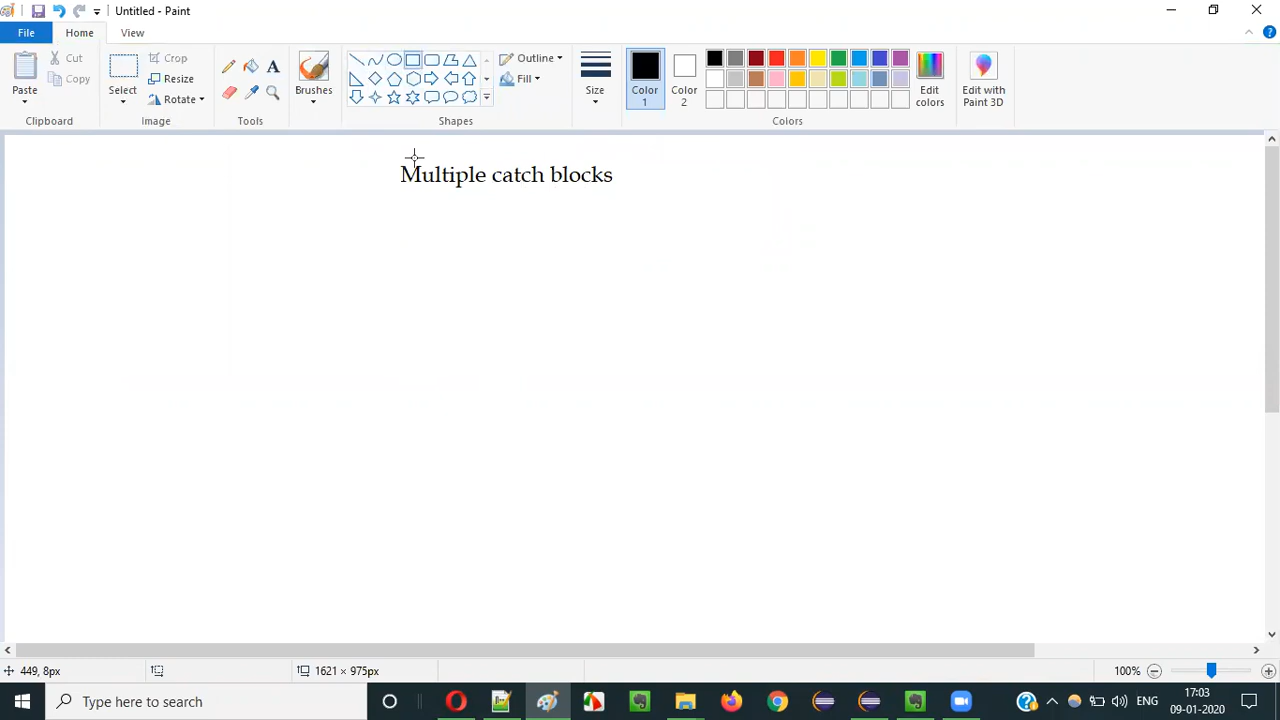 Untitled - Paint
File
Home
View
Paste
Cut
Copy
Clipboard
Select
Crop
Resize
Rotate
Image
A
Tools
Brushes
Shapes
Outline
Fill
Size
Color 1
Color 2
Colors
Edit colors
Edit with Paint 3D
Multiple catch blocks
449, 8px
1621 × 975px
100%
Type here to search
ENG
17:03
09-01-2020